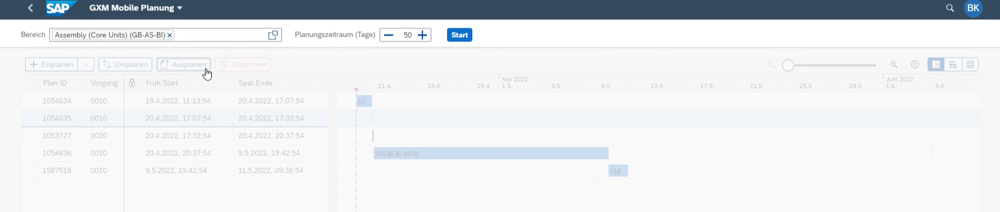 SAP GXM Mobile Planung BK
Bereich Assembly (Core Units) (GB-AS-BI) Planungszeitraum (Tage) 50 Start
Einplanen Umplanen Ausplanen Abbrechen
Plan ID Vorgang Früh.Start Spät.Ende
Mai 2022 Juni 2022
21.4. 25.4. 29.4. 1.5. 5.5. 9.5. 13.5. 17.5. 21.5. 25.5. 29.5. 1.6. 5.6.
1054634 0010 19.4.2022, 11:13:54 20.4.2022, 17:07:54 10...
1054635 0010 20.4.2022, 17:07:54 20.4.2022, 17:32:54
1053727 0020 20.4.2022, 17:32:54 20.4.2022, 20:37:54
1054636 0010 20.4.2022, 20:37:54 9.5.2022, 19:42:54 1054636 0010
1587518 0010 9.5.2022, 19:42:54 11.5.2022, 09:36:54 158...